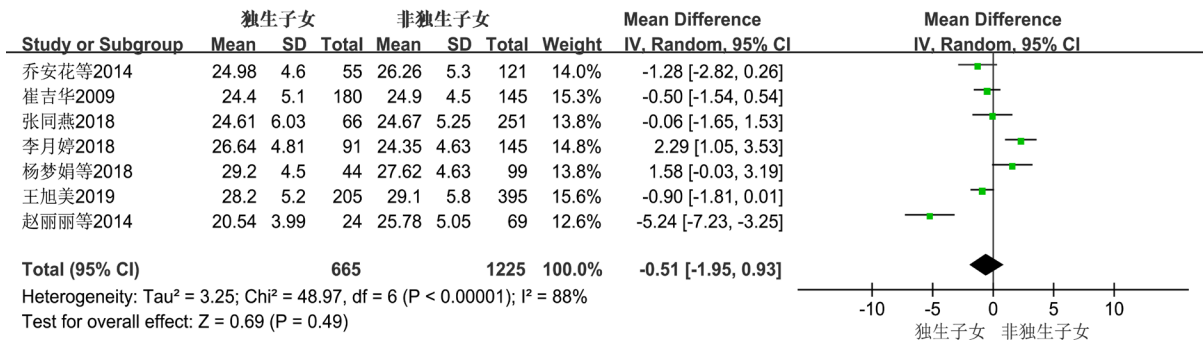 独生子女 非独生子女 Mean Difference Mean Difference
Study or Subgroup Mean SD Total Mean SD Total Weight IV, Random, 95% CI IV, Random, 95% CI
乔安花等2014 24.98 4.6 55 26.26 5.3 121 14.0% -1.28 [-2.82, 0.26]
崔吉华2009 24.4 5.1 180 24.9 4.5 145 15.3% -0.50 [-1.54, 0.54]
张同燕2018 24.61 6.03 66 24.67 5.25 251 13.8% -0.06 [-1.65, 1.53]
李月婷2018 26.64 4.81 91 24.35 4.63 145 14.8% 2.29 [1.05, 3.53]
杨梦娟等2018 29.2 4.5 44 27.62 4.63 99 13.8% 1.58 [-0.03, 3.19]
王旭美2019 28.2 5.2 205 29.1 5.8 395 15.6% -0.90 [-1.81, 0.01]
赵丽丽等2014 20.54 3.99 24 25.78 5.05 69 12.6% -5.24 [-7.23, -3.25]
Total (95% CI) 665 1225 100.0% -0.51 [-1.95, 0.93]
Heterogeneity: Tau² = 3.25; Chi² = 48.97, df = 6 (P < 0.00001); I² = 88%
Test for overall effect: Z = 0.69 (P = 0.49)
-10 -5 0 5 10
独生子女 非独生子女